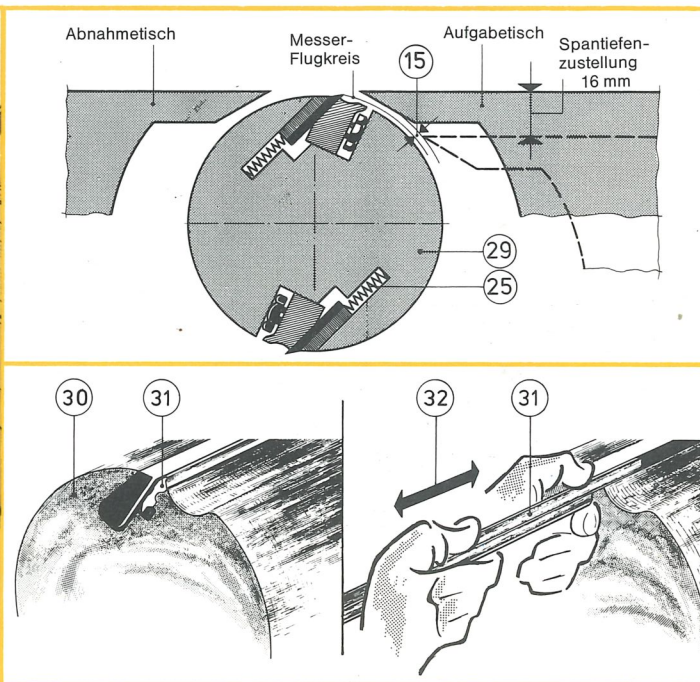 Abnahmetisch
Messer-
Flugkreis
15
Aufgabetisch
Spantiefen-
zustellung
16 mm
29
25
30
31
32
31